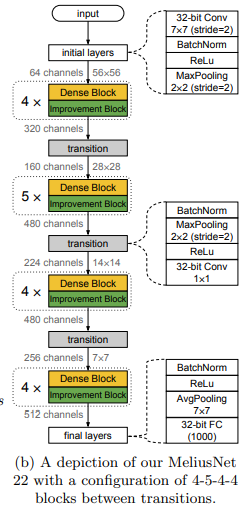 input
initial layers
32-bit Conv
7×7 (stride=2)
BatchNorm
ReLu
MaxPooling
2×2 (stride=2)
64 channels 56×56
4 ×
Dense Block
Improvement Block
320 channels
transition
160 channels 28×28
5 ×
Dense Block
Improvement Block
480 channels
transition
BatchNorm
MaxPooling
2×2 (stride=2)
ReLu
32-bit Conv
1×1
224 channels 14×14
4 ×
Dense Block
Improvement Block
480 channels
transition
256 channels 7×7
4 ×
Dense Block
Improvement Block
512 channels
final layers
BatchNorm
ReLu
AvgPooling
7×7
32-bit FC
(1000)
s
(b) A depiction of our MeliusNet
22 with a configuration of 4-5-4-4
blocks between transitions.